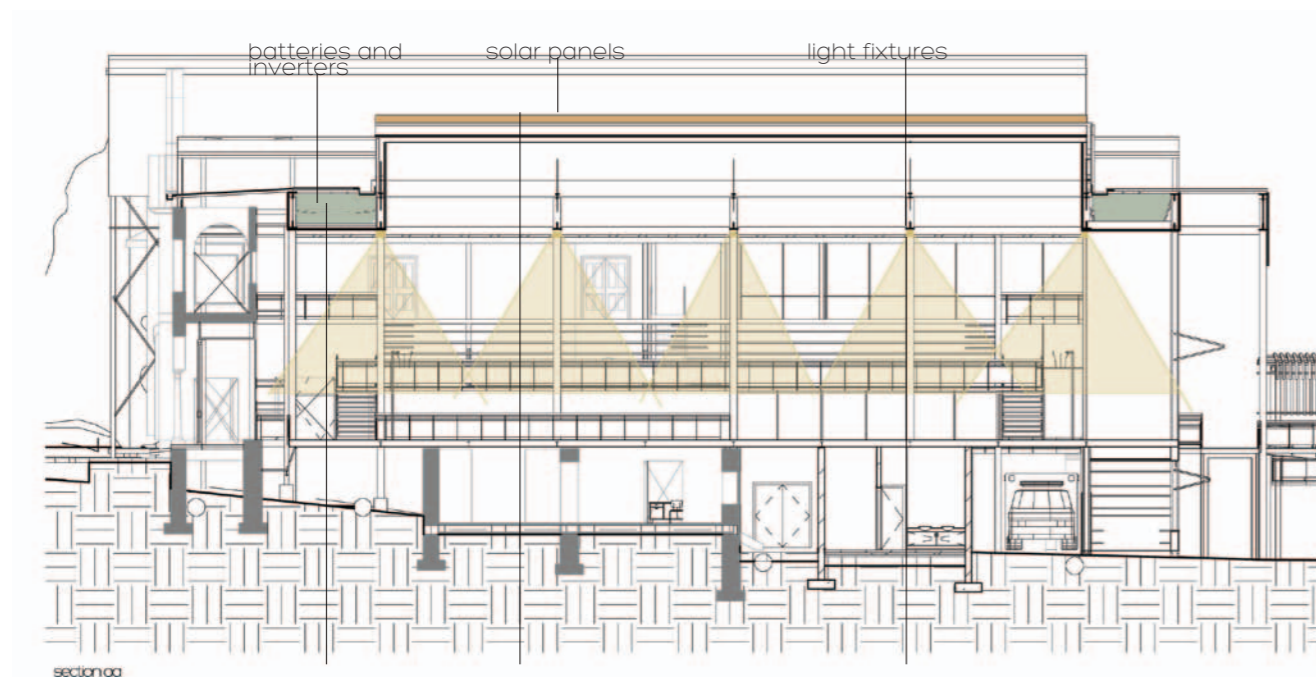 batteries and
inverters
solar panels
light fixtures
section aa